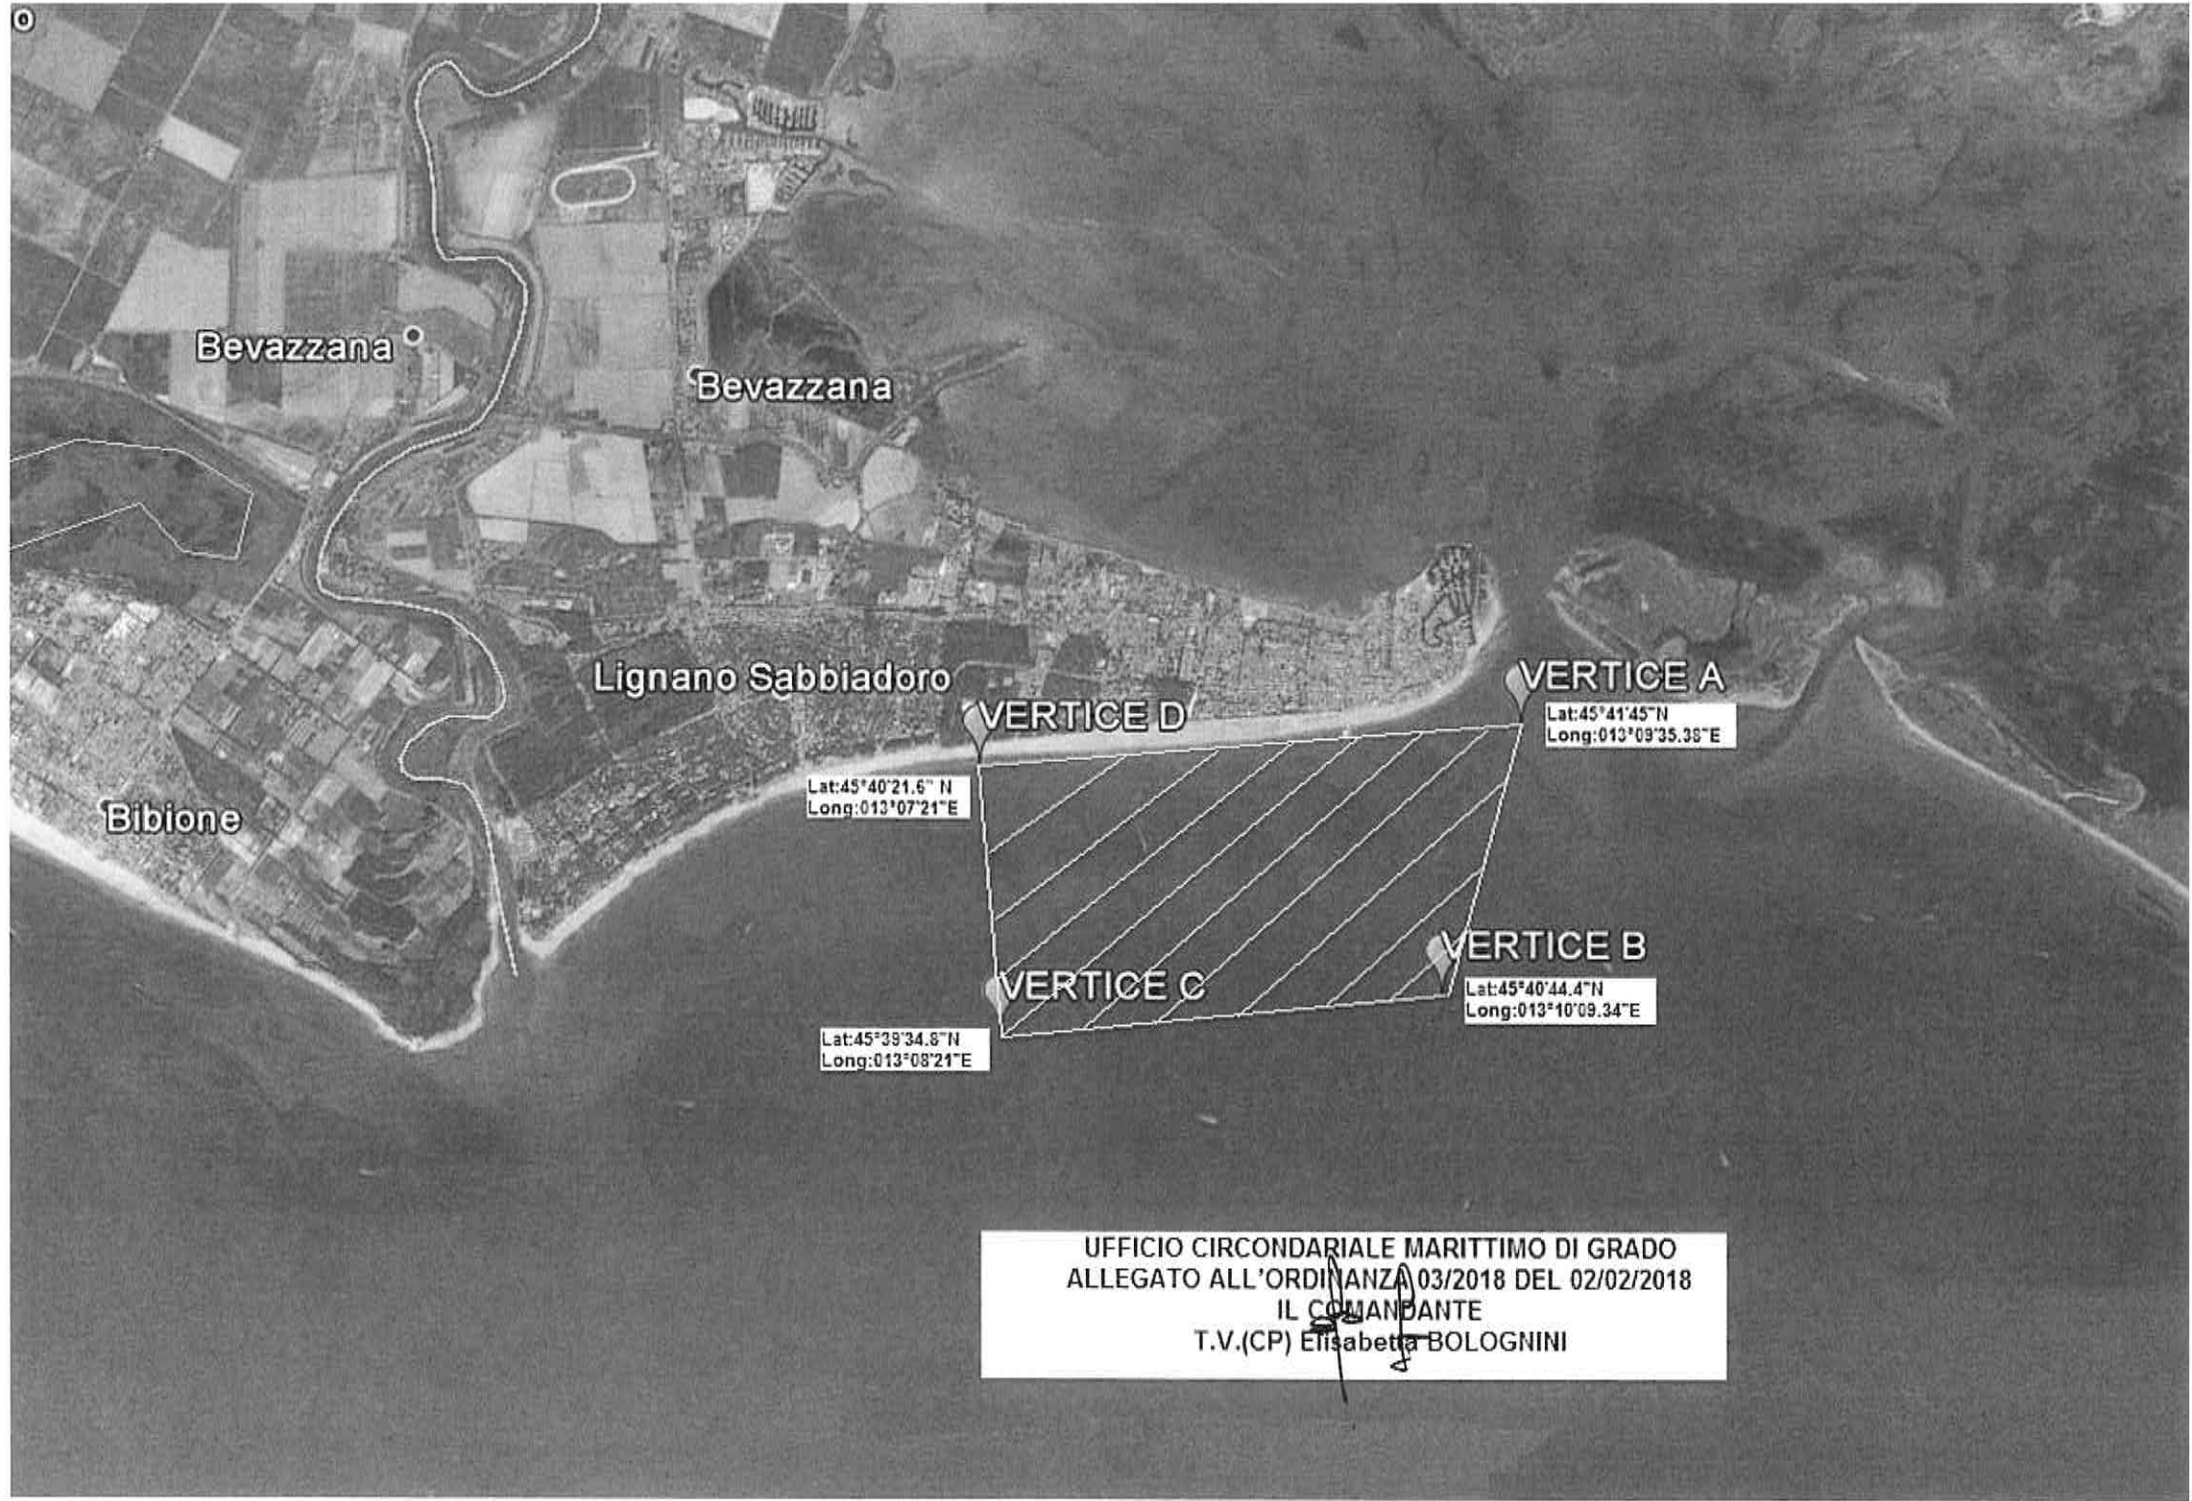 Bevazzana
Bevazzana
Lignano Sabbiadoro
VERTICE A
Lat:45°41'45"N
Long:013°09'35.38"E
VERTICE D
Lat:45°40'21.6" N
Long:013°07'21"E
Bibione
VERTICE B
Lat:45°40'44.4"N
Long:013°10'09.34"E
VERTICE C
Lat:45°39'34.8"N
Long:013°08'21"E
UFFICIO CIRCONDARIALE MARITTIMO DI GRADO
ALLEGATO ALL'ORDINANZA 03/2018 DEL 02/02/2018
IL COMANDANTE
T.V.(CP) Elisabetta BOLOGNINI